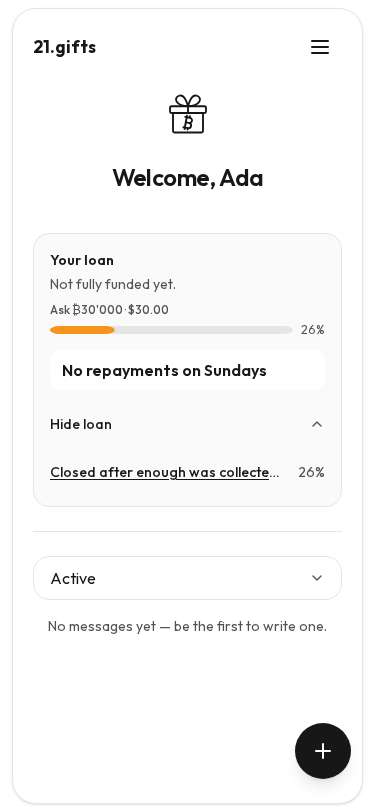 21.gifts
Welcome, Ada
Your loan
Not fully funded yet.
Ask ₿30'000 · $30.00
26%
No repayments on Sundays
Hide loan
Closed after enough was collecte... 26%
Active
No messages yet — be the first to write one.